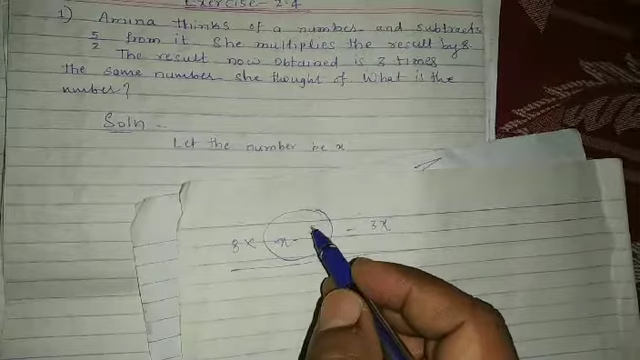 Exercise - 2.4
1) Amina thinks of a number and subtracts
5/2 from it she multiplies the result by 8
The result now obtained is 3 times
the same number she thought of What is the
number?
Soln -
Let the number be x
8 × x - = 3x